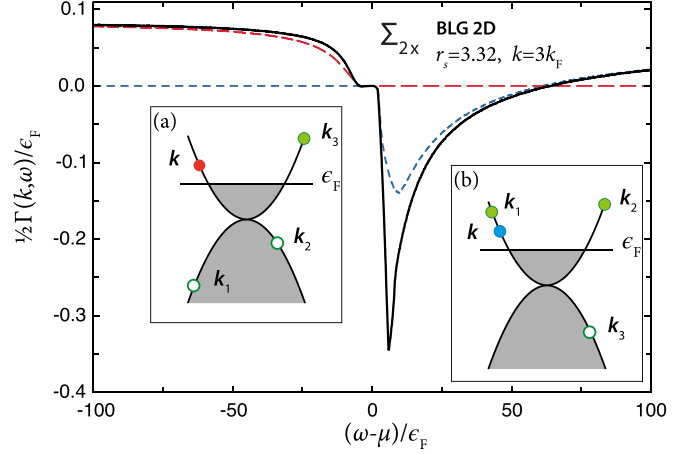 0.1
0.0
-0.1
-0.2
-0.3
-0.4
½Γ(k,ω)/ϵF
Σ2x BLG 2D
rs=3.32, k=3kF
(a)
k
k3
ϵF
k2
k1
(b)
k1
k
k2
ϵF
k3
-100 -50 0 50 100
(ω-μ)/ϵF